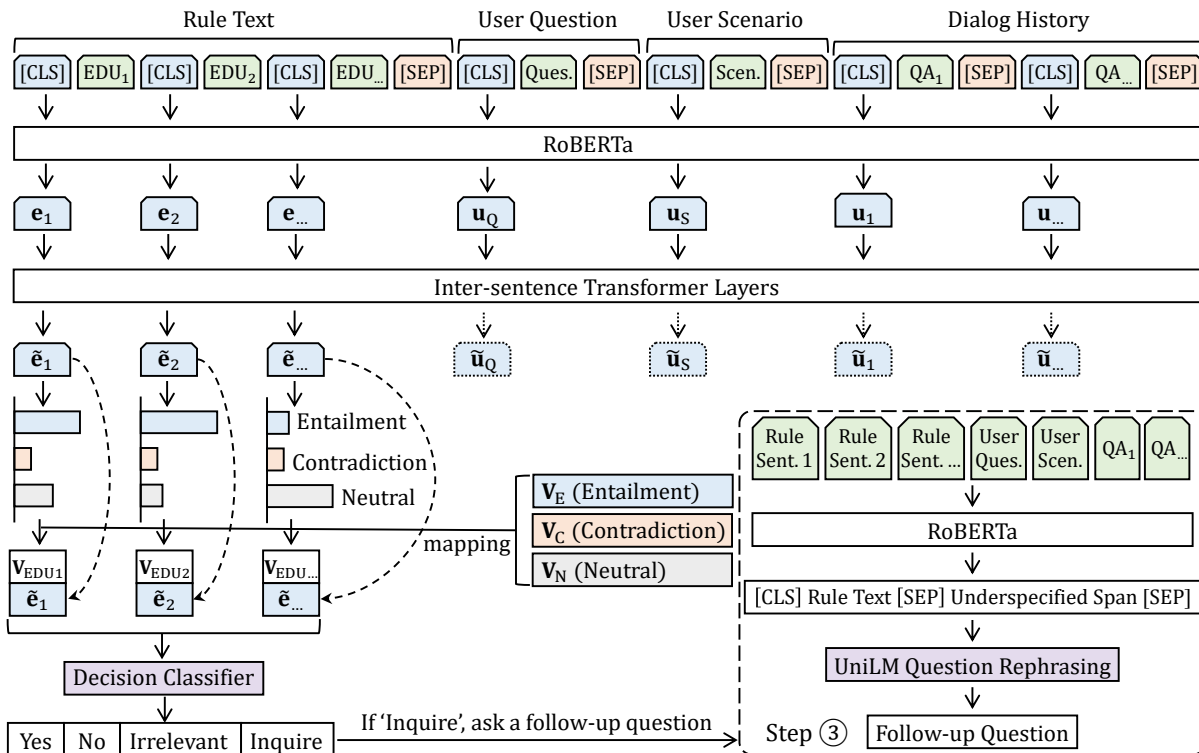 Rule Text User Question User Scenario Dialog History
[CLS] EDU1 [CLS] EDU2 [CLS] EDU... [SEP] [CLS] Ques. [SEP] [CLS] Scen. [SEP] [CLS] QA1 [SEP] [CLS] QA... [SEP]
RoBERTa
e1 e2 e... uQ uS u1 u...
Inter-sentence Transformer Layers
ẽ1 ẽ2 ẽ... ũQ ũS ũ1 ũ...
Entailment
Contradiction
Neutral
mapping
VE (Entailment)
VC (Contradiction)
VN (Neutral)
VEDU1 VEDU2 VEDU...
ẽ1 ẽ2 ẽ...
Decision Classifier
Yes No Irrelevant Inquire
If 'Inquire', ask a follow-up question
Rule Rule Rule User User QA1 QA...
Sent. 1 Sent. 2 Sent. ... Ques. Scen.
RoBERTa
[CLS] Rule Text [SEP] Underspecified Span [SEP]
UniLM Question Rephrasing
Step ③ Follow-up Question